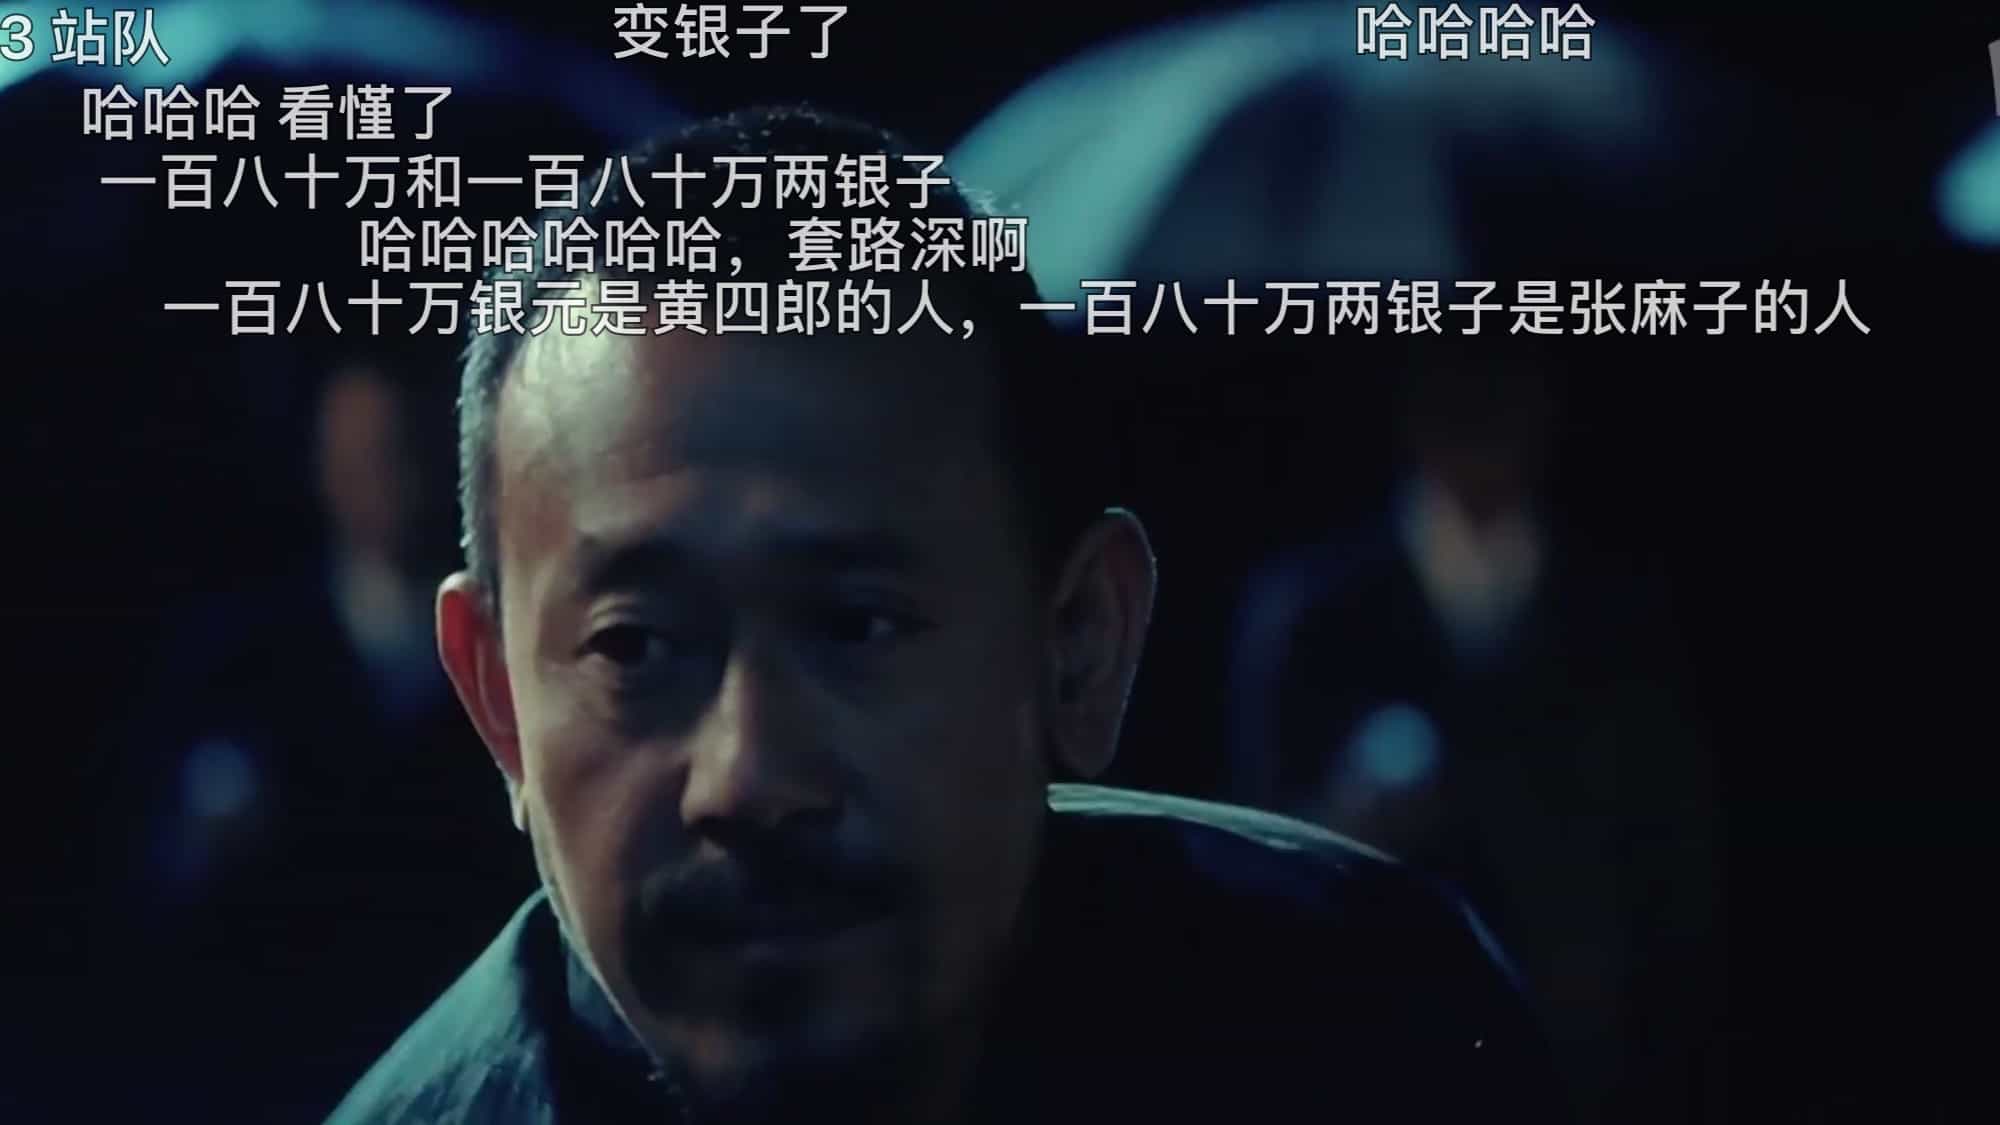 3 站队
变银子了
哈哈哈哈
哈哈哈 看懂了
一百八十万和一百八十万两银子
哈哈哈哈哈哈，套路深啊
一百八十万银元是黄四郎的人，一百八十万两银子是张麻子的人